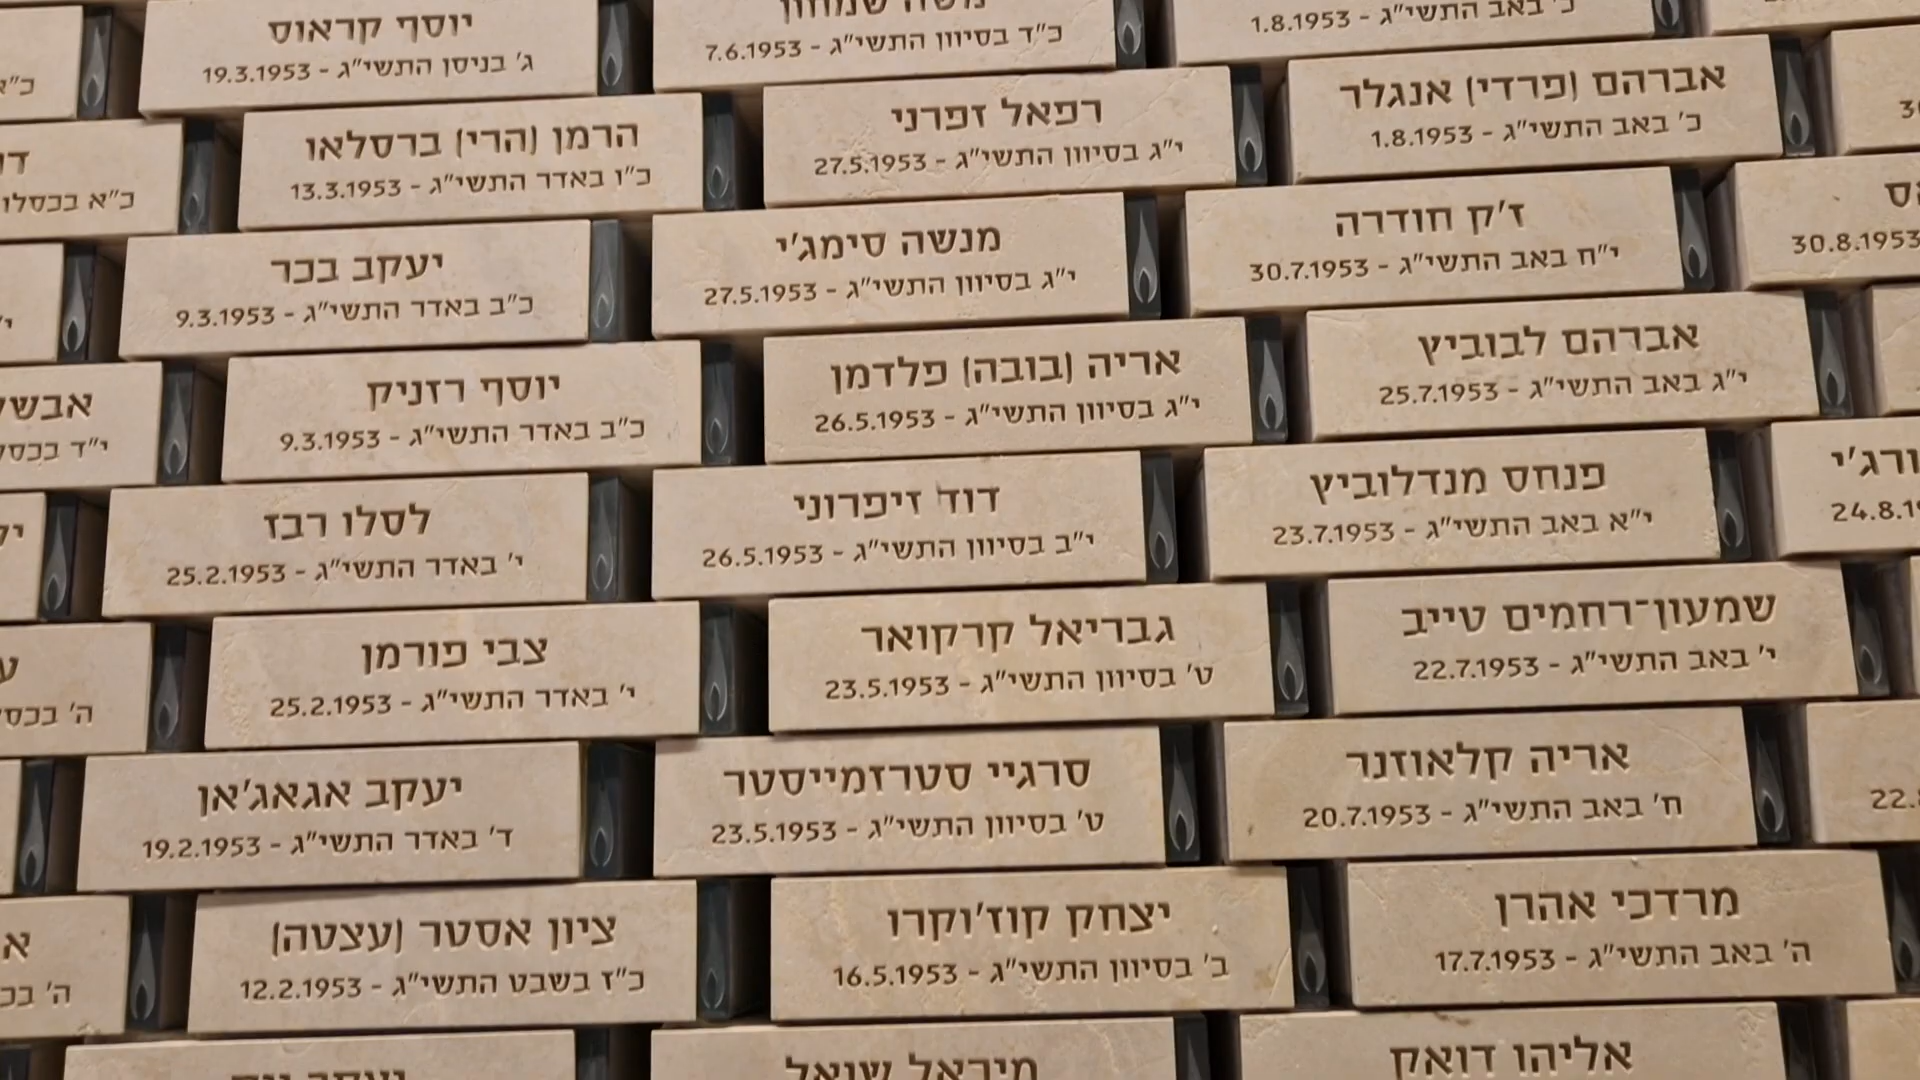 יוסף קראוס
ג' בניסן התשי"ג - 19.3.1953
משה שמחון
כ"ד בסיוון התשי"ג - 7.6.1953
כ' באב התשי"ג - 1.8.1953
כ"א
הרמן (הרי) ברסלאו
כ"ו באדר התשי"ג - 13.3.1953
רפאל זפרני
י"ג בסיוון התשי"ג - 27.5.1953
אברהם (פרדי) אנגלר
כ' באב התשי"ג - 1.8.1953
כ"א בכסלו
יעקב בכר
כ"ב באדר התשי"ג - 9.3.1953
מנשה סימג'י
י"ג בסיוון התשי"ג - 27.5.1953
ז'ק חודרה
י"ח באב התשי"ג - 30.7.1953
30.8.1953
יוסף רזניק
כ"ב באדר התשי"ג - 9.3.1953
אריה (בובה) פלדמן
י"ג בסיוון התשי"ג - 26.5.1953
אברהם לבוביץ
י"ג באב התשי"ג - 25.7.1953
י"ד
לסלו רבז
י' באדר התשי"ג - 25.2.1953
דוד זיפרוני
י"ב בסיוון התשי"ג - 26.5.1953
פנחס מנדלוביץ
י"א באב התשי"ג - 23.7.1953
צבי פורמן
י' באדר התשי"ג - 25.2.1953
גבריאל קרקואר
ט' בסיוון התשי"ג - 23.5.1953
שמעון־רחמים טייב
י' באב התשי"ג - 22.7.1953
ה'
יעקב אגאג'אן
ד' באדר התשי"ג - 19.2.1953
סרגיי סטרזמייסטר
ט' בסיוון התשי"ג - 23.5.1953
אריה קלאוזנר
ח' באב התשי"ג - 20.7.1953
ציון אסטר (עצטה)
כ"ז בשבט התשי"ג - 12.2.1953
יצחק קוז'וקרו
ב' בסיוון התשי"ג - 16.5.1953
מרדכי אהרן
ה' באב התשי"ג - 17.7.1953
ה'
מיכאל שואל
אליהו דואק